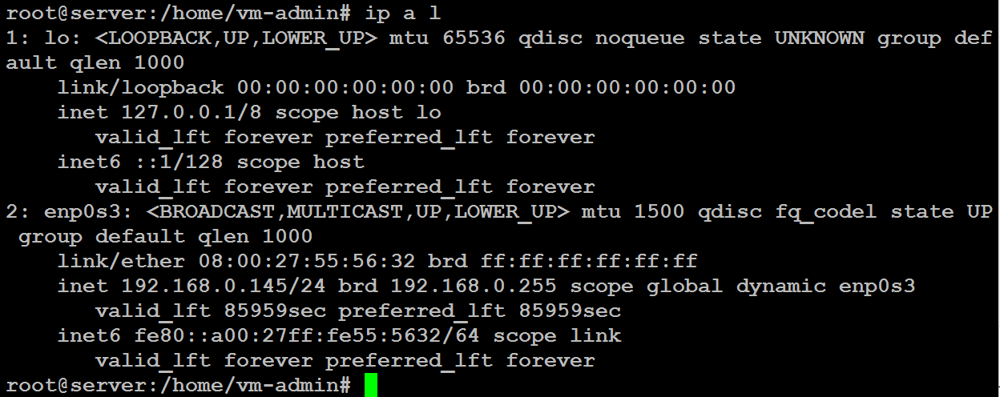 root@server:/home/vm-admin# ip a l
1: lo: <LOOPBACK,UP,LOWER_UP> mtu 65536 qdisc noqueue state UNKNOWN group def
ault qlen 1000
    link/loopback 00:00:00:00:00:00 brd 00:00:00:00:00:00
    inet 127.0.0.1/8 scope host lo
       valid_lft forever preferred_lft forever
    inet6 ::1/128 scope host
       valid_lft forever preferred_lft forever
2: enp0s3: <BROADCAST,MULTICAST,UP,LOWER_UP> mtu 1500 qdisc fq_codel state UP
 group default qlen 1000
    link/ether 08:00:27:55:56:32 brd ff:ff:ff:ff:ff:ff
    inet 192.168.0.145/24 brd 192.168.0.255 scope global dynamic enp0s3
       valid_lft 85959sec preferred_lft 85959sec
    inet6 fe80::a00:27ff:fe55:5632/64 scope link
       valid_lft forever preferred_lft forever
root@server:/home/vm-admin#